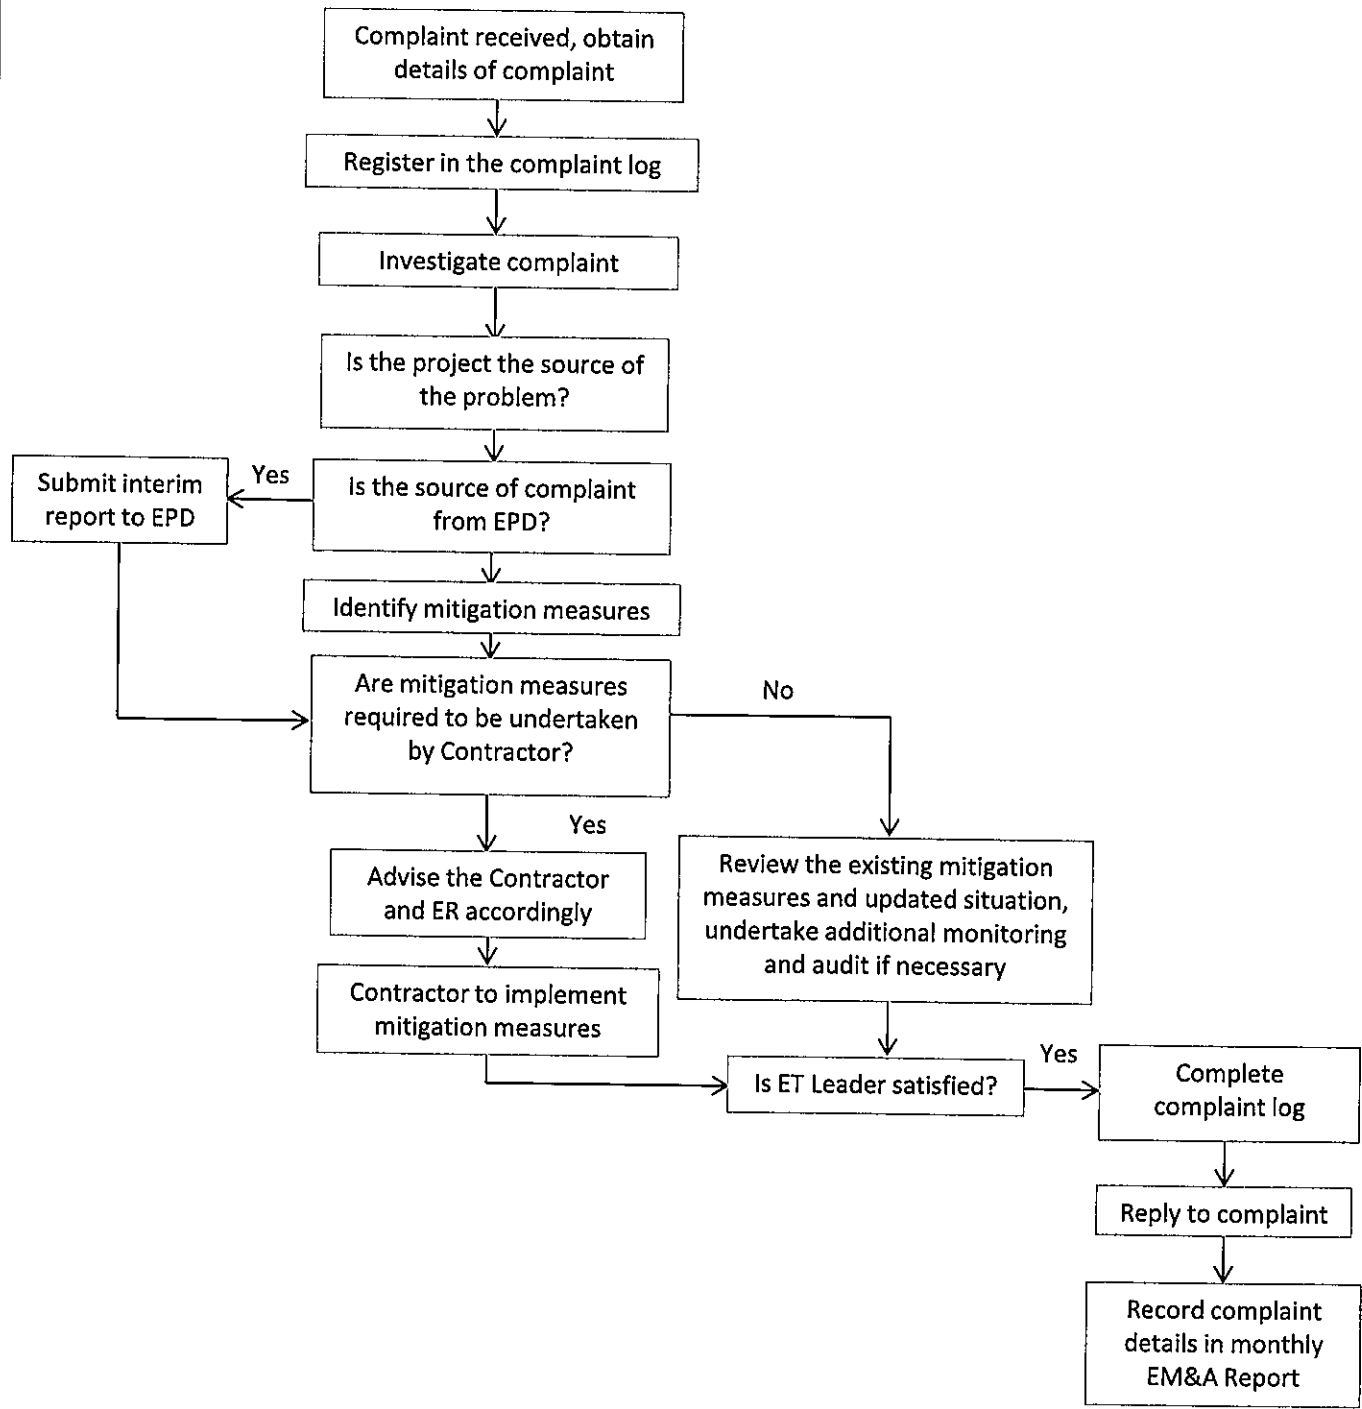 Complaint received, obtain
details of complaint
Register in the complaint log
Investigate complaint
Is the project the source of
the problem?
Submit interim
report to EPD
Yes
Is the source of complaint
from EPD?
Identify mitigation measures
Are mitigation measures
required to be undertaken
by Contractor?
No
Yes
Advise the Contractor
and ER accordingly
Review the existing mitigation
measures and updated situation,
undertake additional monitoring
and audit if necessary
Contractor to implement
mitigation measures
Is ET Leader satisfied?
Yes
Complete
complaint log
Reply to complaint
Record complaint
details in monthly
EM&A Report